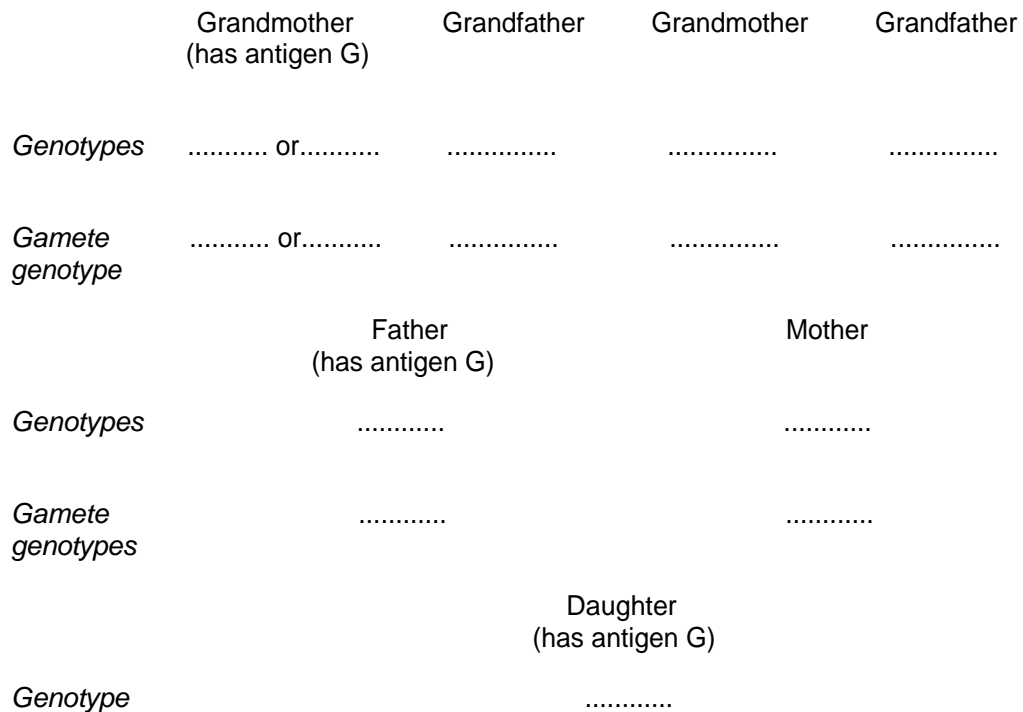 Grandmother Grandfather Grandmother Grandfather
(has antigen G)
Genotypes ........... or........... ............... ............... ...............
Gamete ........... or........... ............... ............... ...............
genotype
Father Mother
(has antigen G)
Genotypes ............ ............
Gamete ............ ............
genotypes
Daughter
(has antigen G)
Genotype ............